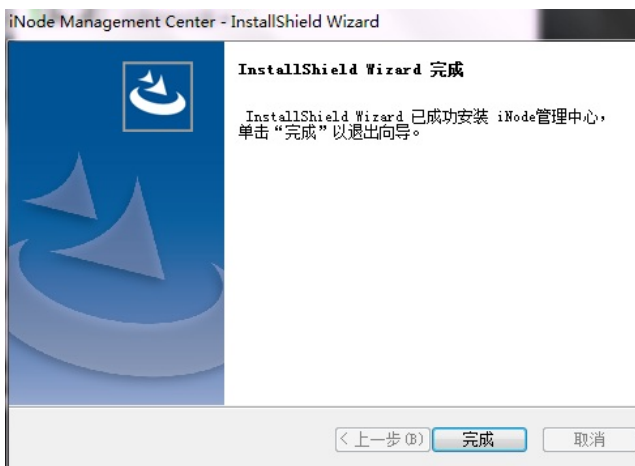 iNode Management Center - InstallShield Wizard
InstallShield Wizard 完成
InstallShield Wizard 已成功安装 iNode管理中心，
单击“完成”以退出向导。
<上一步(B) 完成 取消